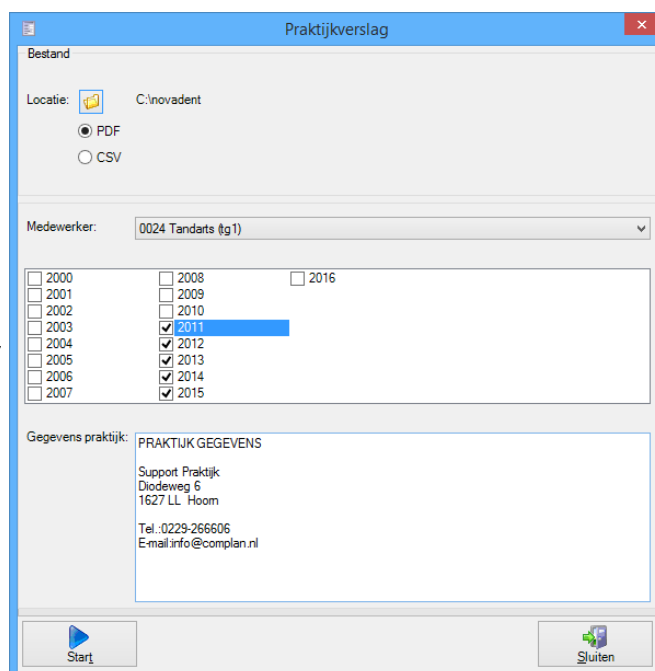 Praktijkverslag
Bestand
Locatie: C:\novadent
PDF
CSV
Medewerker: 0024 Tandarts (tg1)
2000 2008 2016
2001 2009
2002 2010
2003 2011
2004 2012
2005 2013
2006 2014
2007 2015
Gegevens praktijk: PRAKTIJK GEGEVENS
Support Praktijk
Diodeweg 6
1627 LL Hoorn
Tel.:0229-266606
E-mail:info@complan.nl
Start Sluiten